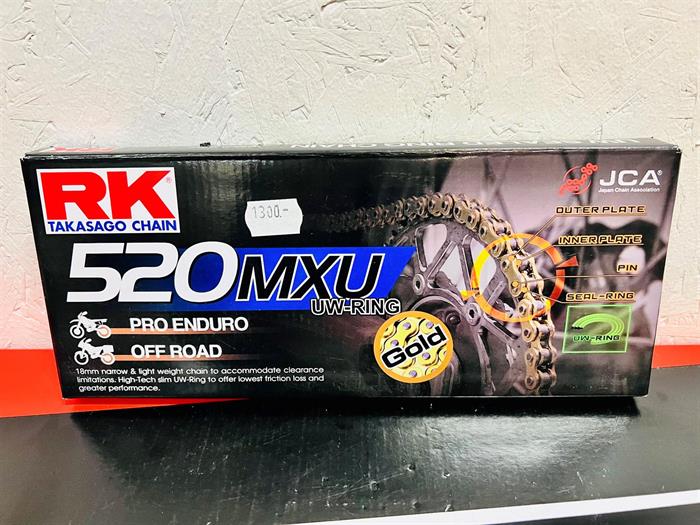 RK®
TAKASAGO CHAIN
1300.-
JCA®
Japan Chain Association
520MXU
UW-RING
OUTER PLATE
INNER PLATE
PIN
SEAL-RING
UW-RING
PRO ENDURO
OFF ROAD
Gold
18mm narrow & light weight chain to accommodate clearance
limitations. High-Tech slim UW-Ring to offer lowest friction loss and
greater performance.